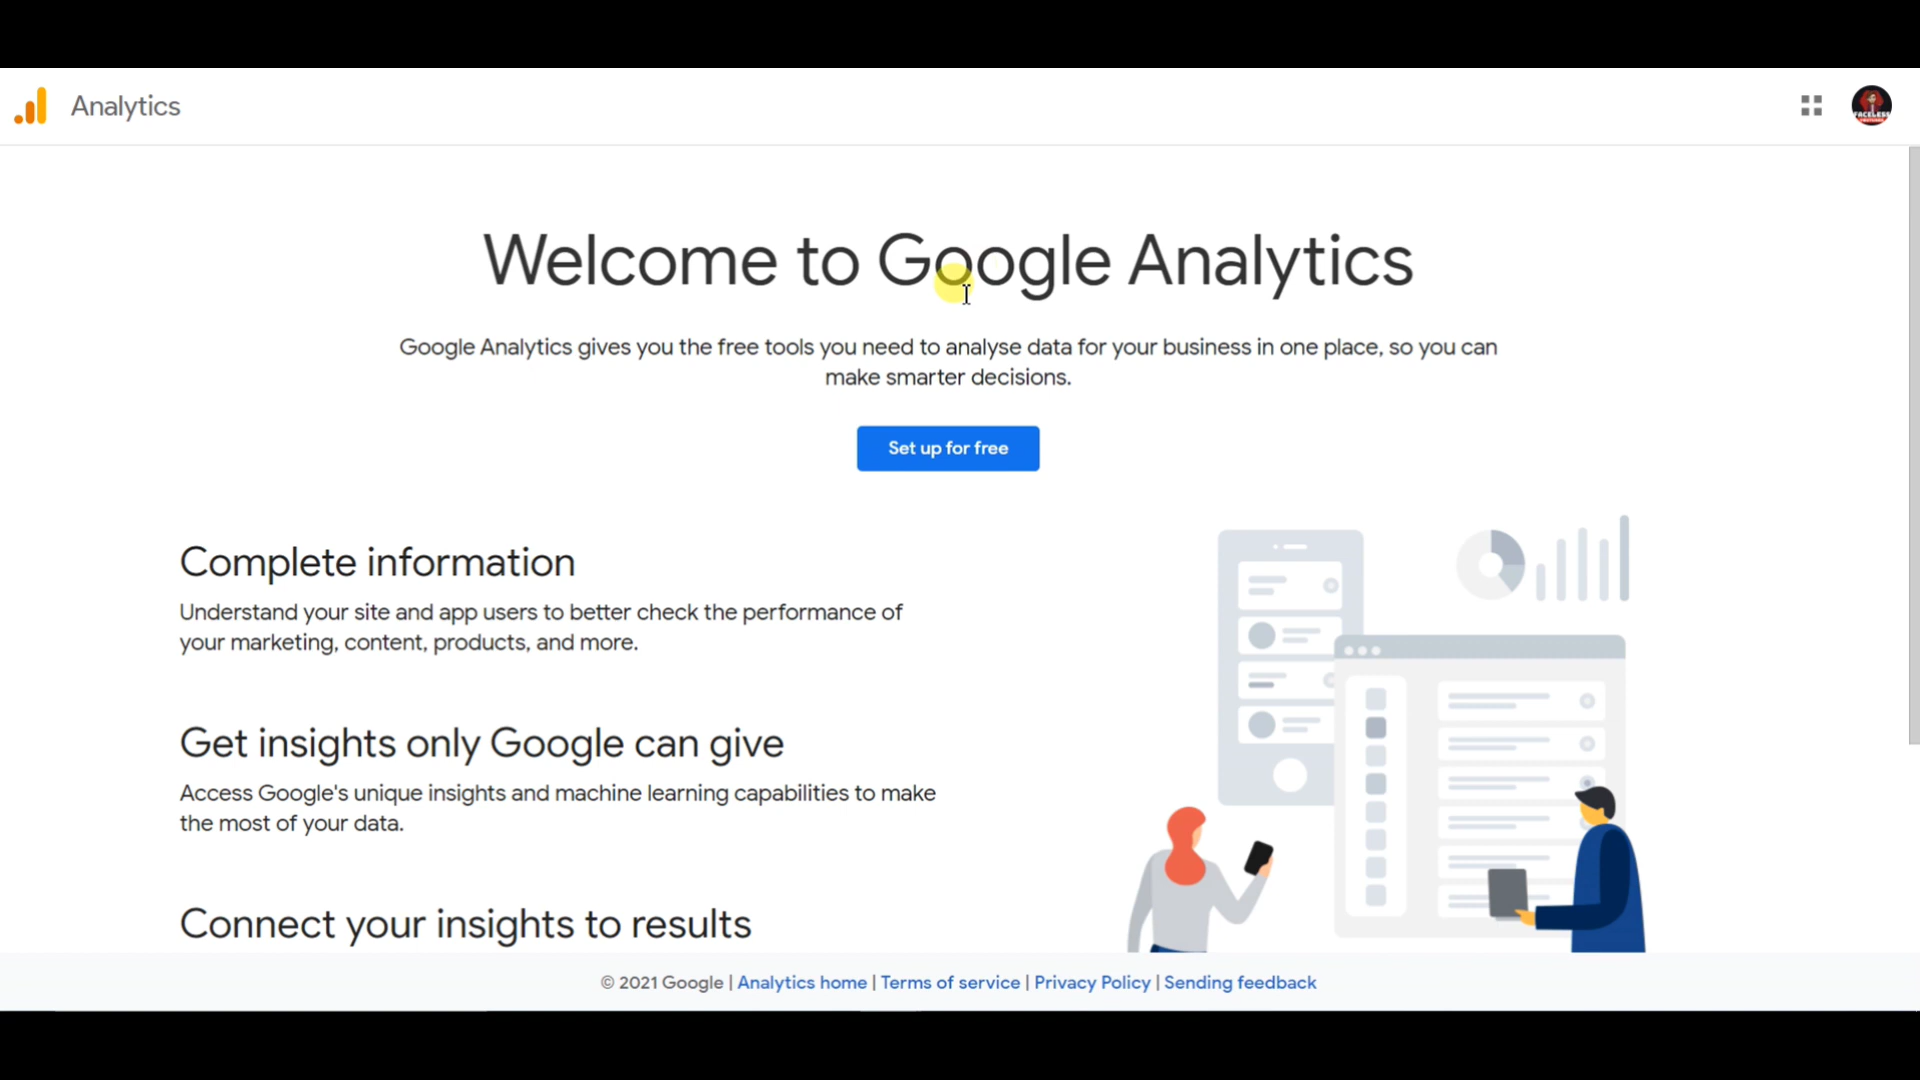 Analytics
FACELESS
Welcome to Google Analytics
Google Analytics gives you the free tools you need to analyse data for your business in one place, so you can
make smarter decisions.
Set up for free
Complete information
Understand your site and app users to better check the performance of
your marketing, content, products, and more.
Get insights only Google can give
Access Google's unique insights and machine learning capabilities to make
the most of your data.
Connect your insights to results
© 2021 Google | Analytics home | Terms of service | Privacy Policy | Sending feedback